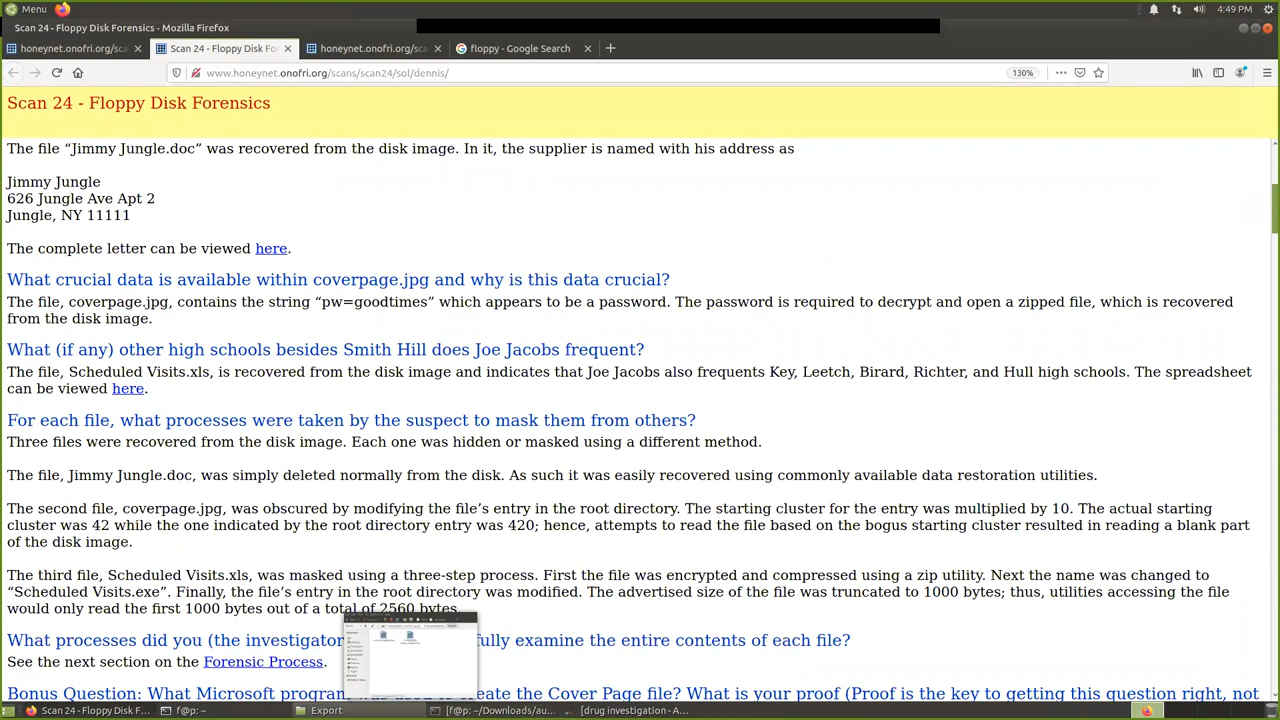 Menu
4:49 PM
Scan 24 - Floppy Disk Forensics - Mozilla Firefox
honeynet.onofri.org/sca
Scan 24 - Floppy Disk For
honeynet.onofri.org/sca
floppy - Google Search
www.honeynet.onofri.org/scans/scan24/sol/dennis/
130%
Scan 24 - Floppy Disk Forensics
The file “Jimmy Jungle.doc” was recovered from the disk image. In it, the supplier is named with his address as
Jimmy Jungle
626 Jungle Ave Apt 2
Jungle, NY 11111
The complete letter can be viewed here.
What crucial data is available within coverpage.jpg and why is this data crucial?
The file, coverpage.jpg, contains the string “pw=goodtimes” which appears to be a password. The password is required to decrypt and open a zipped file, which is recovered
from the disk image.
What (if any) other high schools besides Smith Hill does Joe Jacobs frequent?
The file, Scheduled Visits.xls, is recovered from the disk image and indicates that Joe Jacobs also frequents Key, Leetch, Birard, Richter, and Hull high schools. The spreadsheet
can be viewed here.
For each file, what processes were taken by the suspect to mask them from others?
Three files were recovered from the disk image. Each one was hidden or masked using a different method.
The file, Jimmy Jungle.doc, was simply deleted normally from the disk. As such it was easily recovered using commonly available data restoration utilities.
The second file, coverpage.jpg, was obscured by modifying the file’s entry in the root directory. The starting cluster for the entry was multiplied by 10. The actual starting
cluster was 42 while the one indicated by the root directory entry was 420; hence, attempts to read the file based on the bogus starting cluster resulted in reading a blank part
of the disk image.
The third file, Scheduled Visits.xls, was masked using a three-step process. First the file was encrypted and compressed using a zip utility. Next the name was changed to
“Scheduled Visits.exe”. Finally, the file’s entry in the root directory was modified. The advertised size of the file was truncated to 1000 bytes; thus, utilities accessing the file
would only read the first 1000 bytes out of a total of 2560 bytes.
What processes did you (the investigator fully examine the entire contents of each file?
See the next section on the Forensic Process.
Bonus Question: What Microsoft program used to create the Cover Page file? What is your proof (Proof is the key to getting this question right, not
Scan 24 - Floppy Disk F...
f@p: ~
Export
[f@p: ~/Downloads/au...
[drug investigation - A...